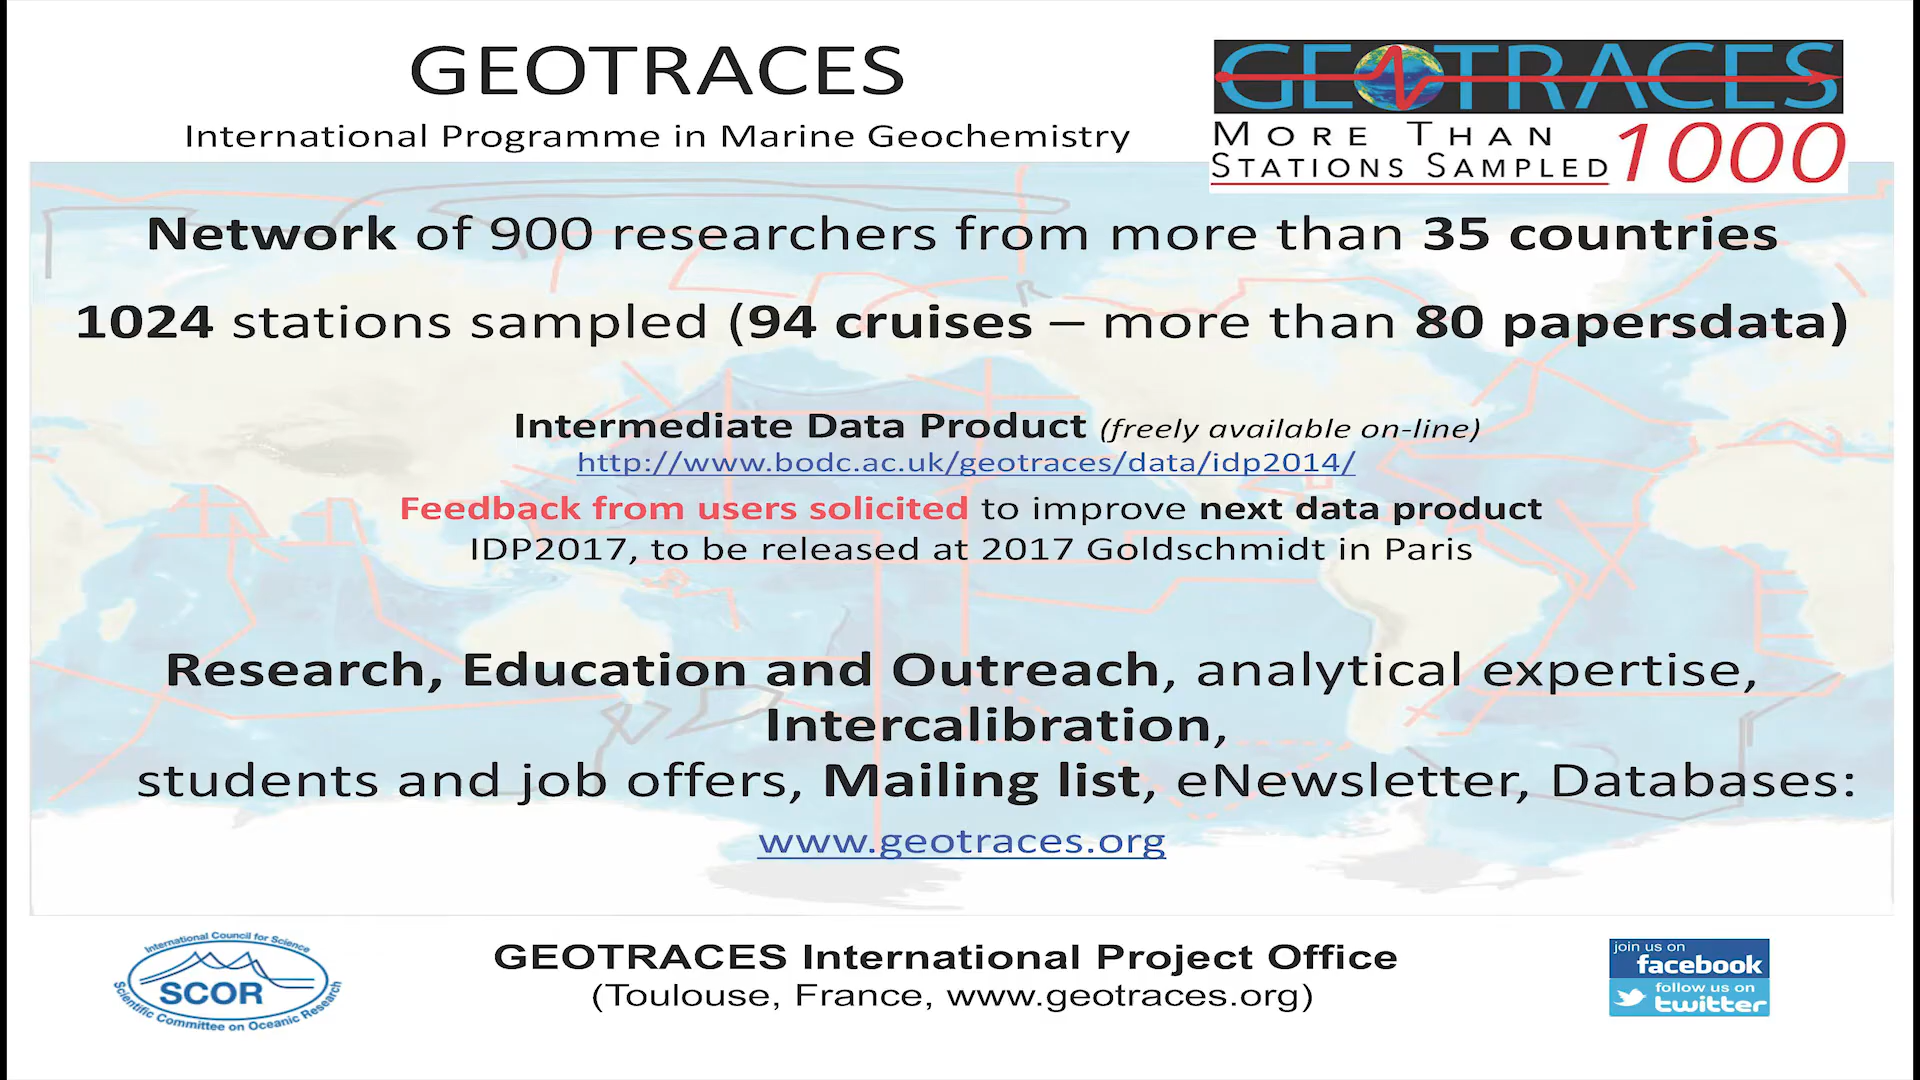 GEOTRACES
International Programme in Marine Geochemistry
GEOTRACES
MORE THAN
STATIONS SAMPLED 1000
Network of 900 researchers from more than 35 countries
1024 stations sampled (94 cruises – more than 80 papersdata)
Intermediate Data Product (freely available on-line)
http://www.bodc.ac.uk/geotraces/data/idp2014/
Feedback from users solicited to improve next data product
IDP2017, to be released at 2017 Goldschmidt in Paris
Research, Education and Outreach, analytical expertise,
Intercalibration,
students and job offers, Mailing list, eNewsletter, Databases:
www.geotraces.org
International Council for Science
SCOR
Scientific Committee on Oceanic Research
GEOTRACES International Project Office
(Toulouse, France, www.geotraces.org)
join us on
facebook
follow us on
twitter